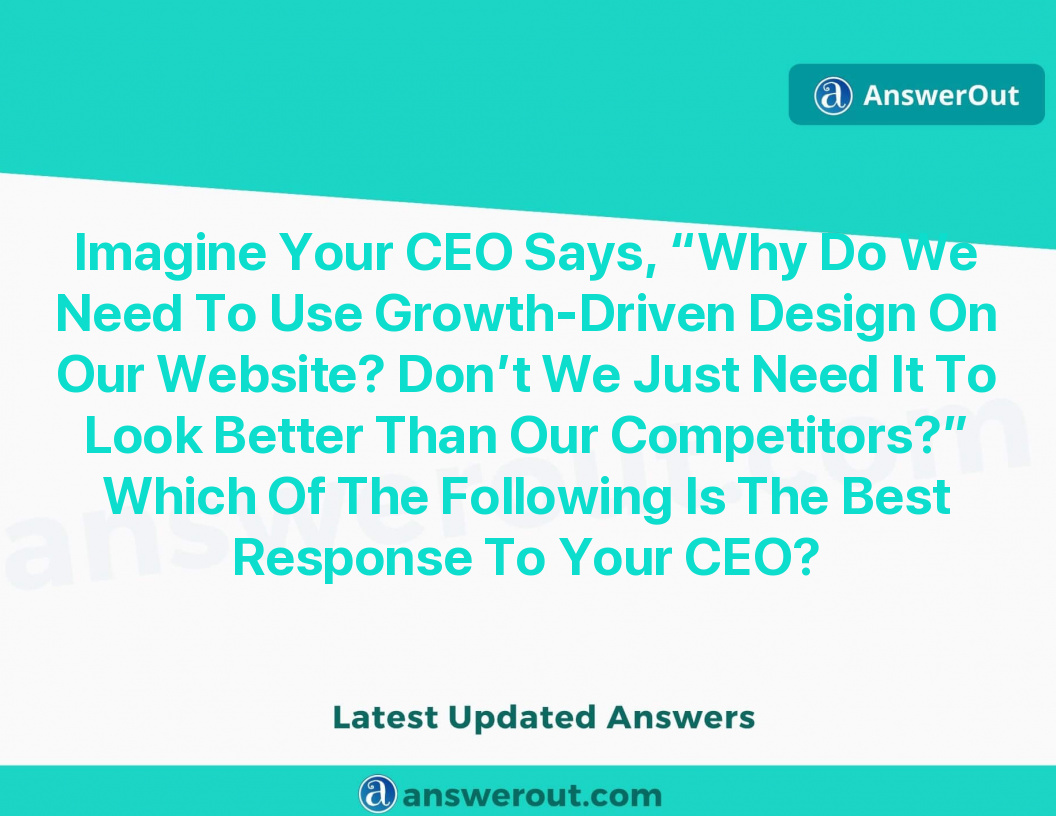 AnswerOut
Imagine Your CEO Says, “Why Do We
Need To Use Growth-Driven Design On
Our Website? Don’t We Just Need It To
Look Better Than Our Competitors?”
Which Of The Following Is The Best
Response To Your CEO?
answerout.com
Latest Updated Answers
answerout.com